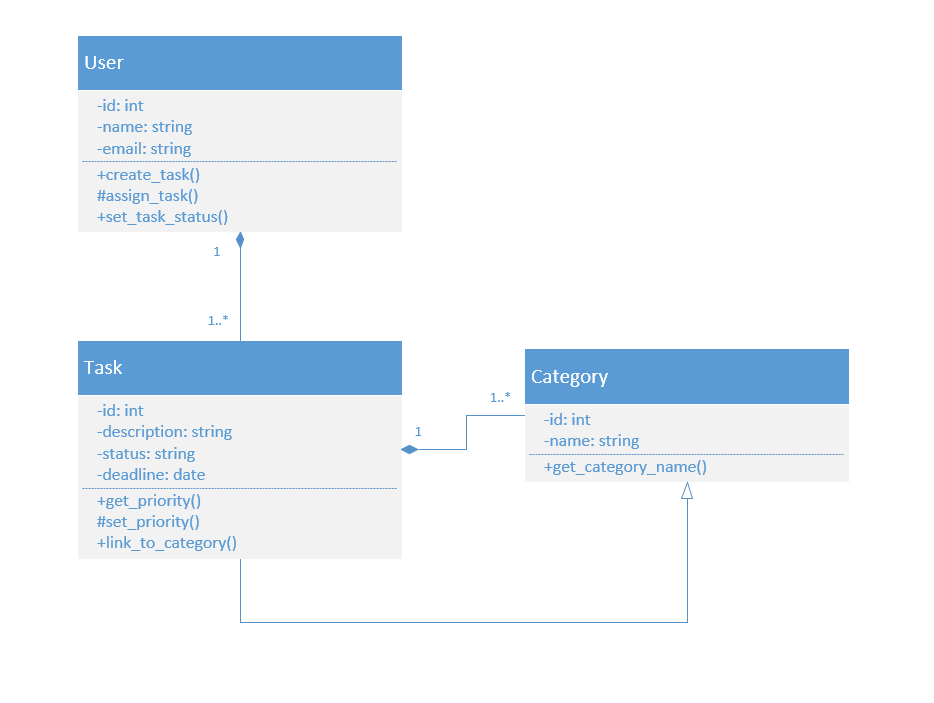 User
-id: int
-name: string
-email: string
+create_task()
#assign_task()
+set_task_status()
1
1..*
Task
-id: int
-description: string
-status: string
-deadline: date
+get_priority()
#set_priority()
+link_to_category()
1
1..*
Category
-id: int
-name: string
+get_category_name()